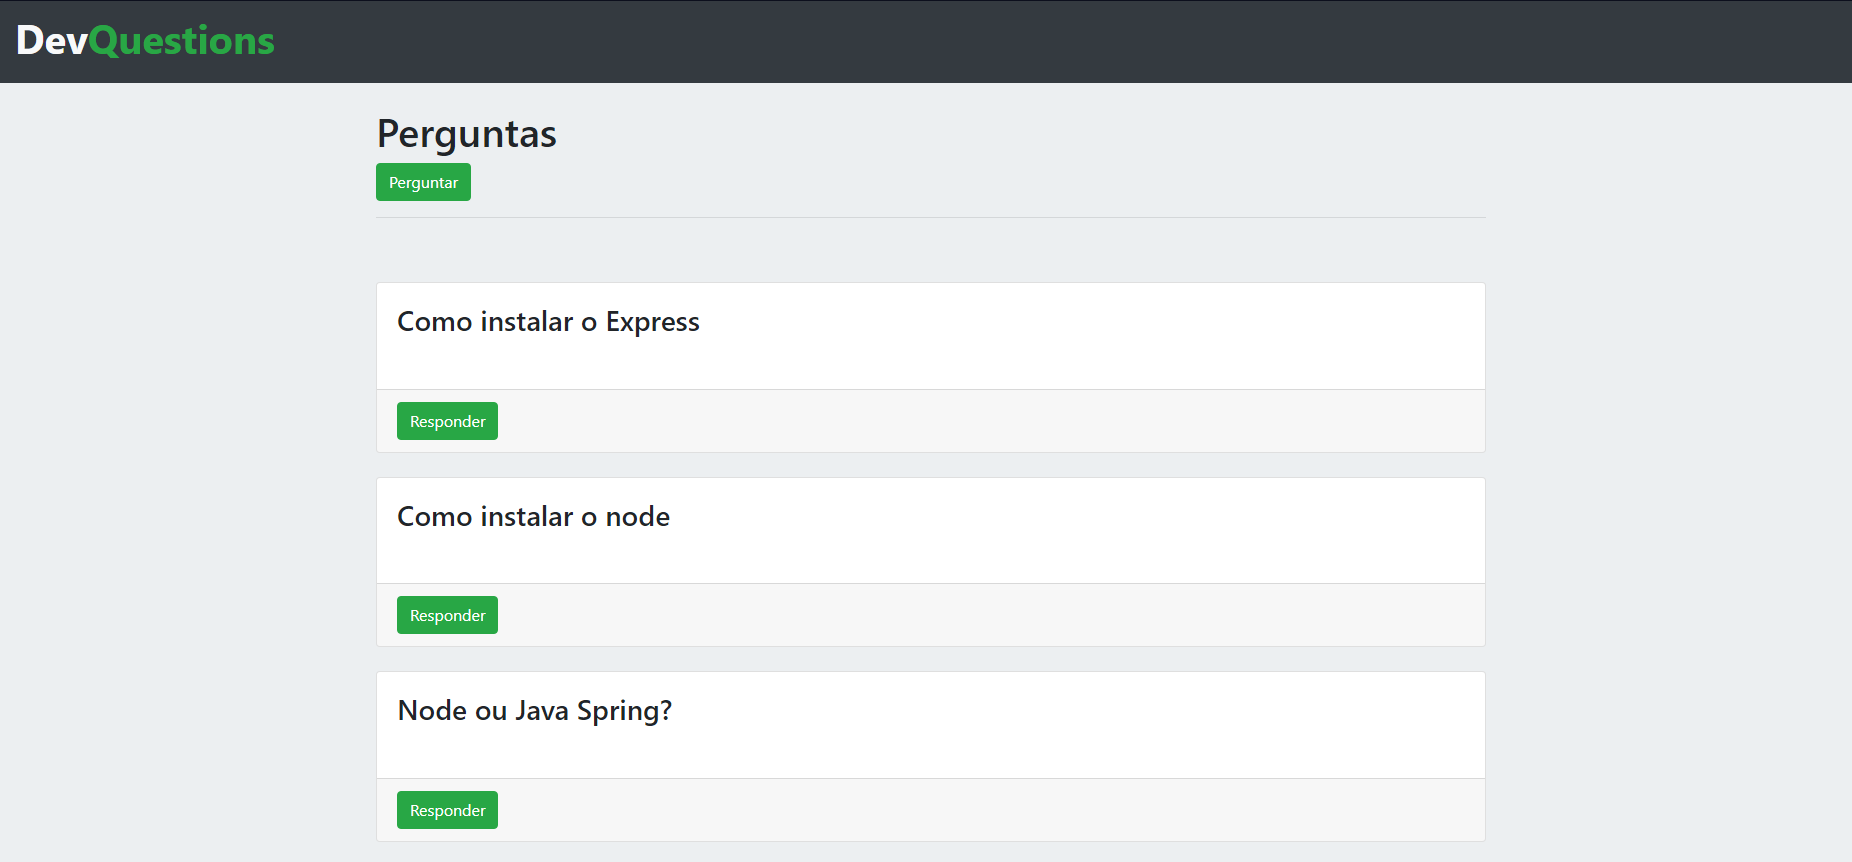 DevQuestions
Perguntas
Perguntar
Como instalar o Express
Responder
Como instalar o node
Responder
Node ou Java Spring?
Responder